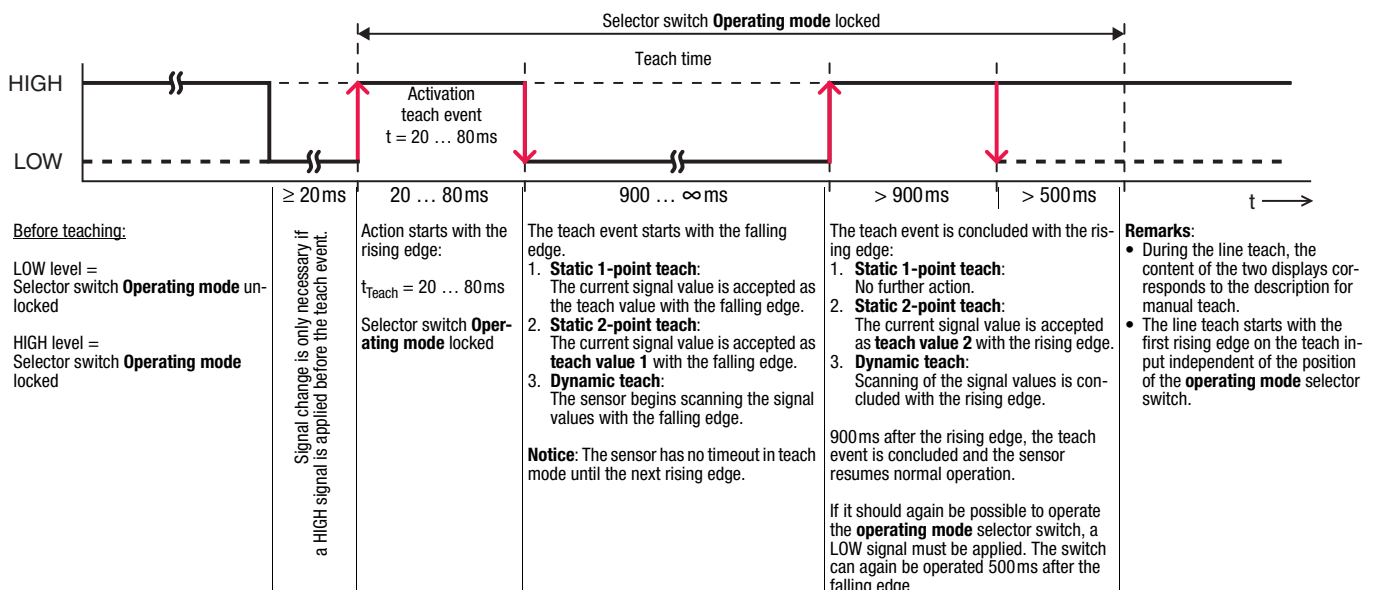 Selector switch Operating mode locked
Teach time
HIGH
Activation
teach event
t = 20 … 80ms
LOW
≥ 20ms
20 … 80ms
900 … ∞ms
> 900ms
> 500ms
t
Before teaching:
LOW level =
Selector switch Operating mode un-
locked
HIGH level =
Selector switch Operating mode
locked
Signal change is only necessary if
a HIGH signal is applied before the teach event.
Action starts with the
rising edge:
tTeach = 20 … 80ms
Selector switch Oper-
ating mode locked
The teach event starts with the falling
edge.
1. Static 1-point teach:
The current signal value is accepted as
the teach value with the falling edge.
2. Static 2-point teach:
The current signal value is accepted as
teach value 1 with the falling edge.
3. Dynamic teach:
The sensor begins scanning the signal
values with the falling edge.
Notice: The sensor has no timeout in teach
mode until the next rising edge.
The teach event is concluded with the ris-
ing edge:
1. Static 1-point teach:
No further action.
2. Static 2-point teach:
The current signal value is accepted
as teach value 2 with the rising edge.
3. Dynamic teach:
Scanning of the signal values is con-
cluded with the rising edge.
900ms after the rising edge, the teach
event is concluded and the sensor
resumes normal operation.
If it should again be possible to operate
the operating mode selector switch, a
LOW signal must be applied. The switch
can again be operated 500ms after the
falling edge
Remarks:
• During the line teach, the
content of the two displays cor-
responds to the description for
manual teach.
• The line teach starts with the
first rising edge on the teach in-
put independent of the position
of the operating mode selector
switch.